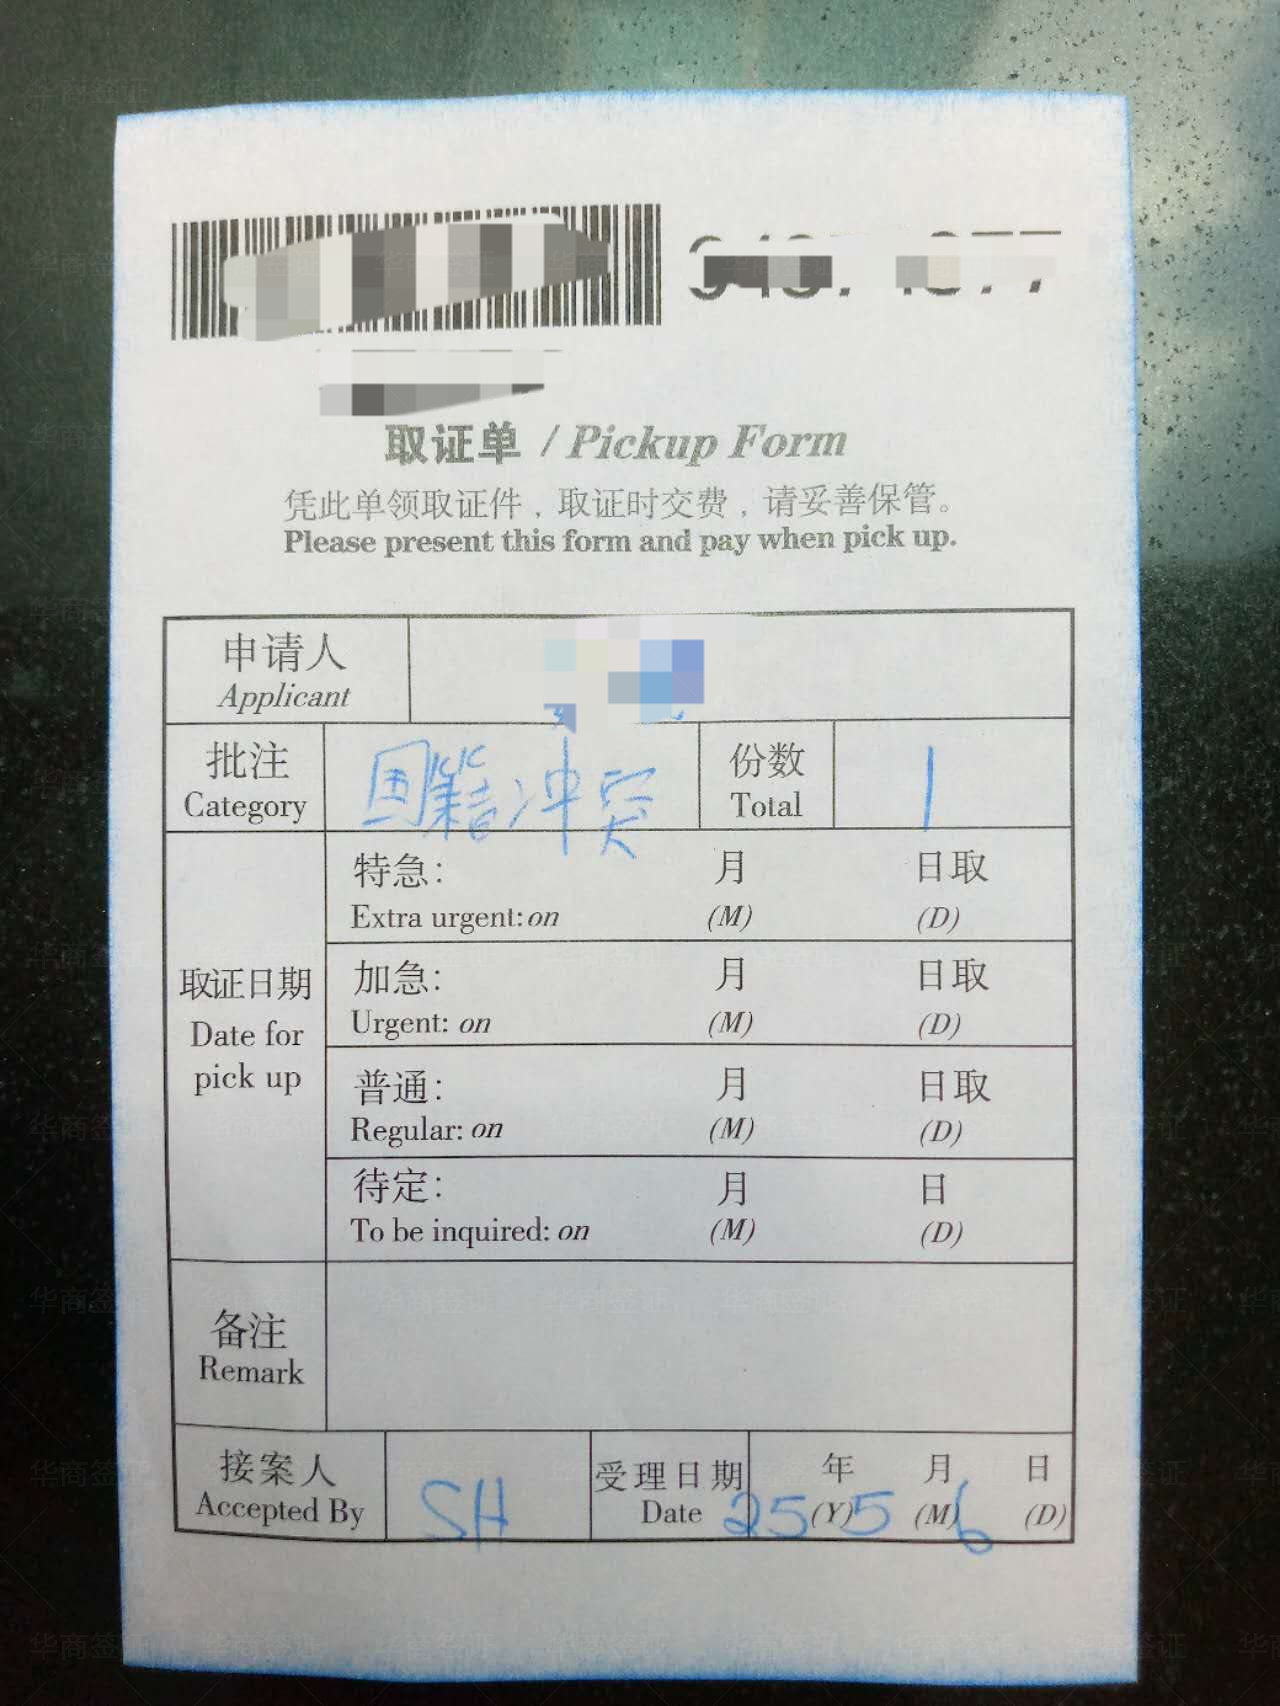 取证单 / Pickup Form
凭此单领取证件，取证时交费，请妥善保管。
Please present this form and pay when pick up.
申请人
Applicant
批注 国籍冲突 份数 1
Category Total
特急： 月 日取
Extra urgent: on (M) (D)
加急： 月 日取
Urgent: on (M) (D)
取证日期
Date for
pick up
普通： 月 日取
Regular: on (M) (D)
待定： 月 日
To be inquired: on (M) (D)
备注
Remark
接案人 SH 受理日期 年 月 日
Accepted By Date 25 (Y) 5 (M) 6 (D)
华商签证